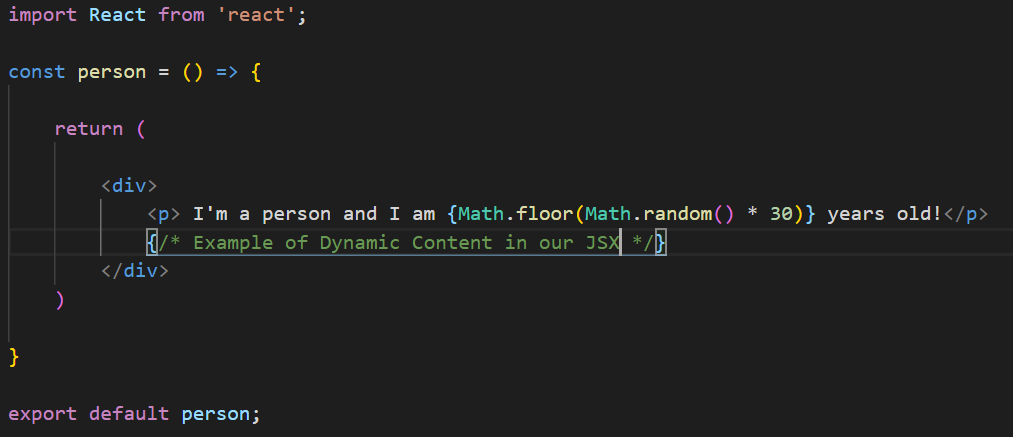 import React from 'react';
const person = () => {
return (
<div>
<p> I'm a person and I am {Math.floor(Math.random() * 30)} years old!</p>
{/* Example of Dynamic Content in our JSX */}
</div>
)
}
export default person;